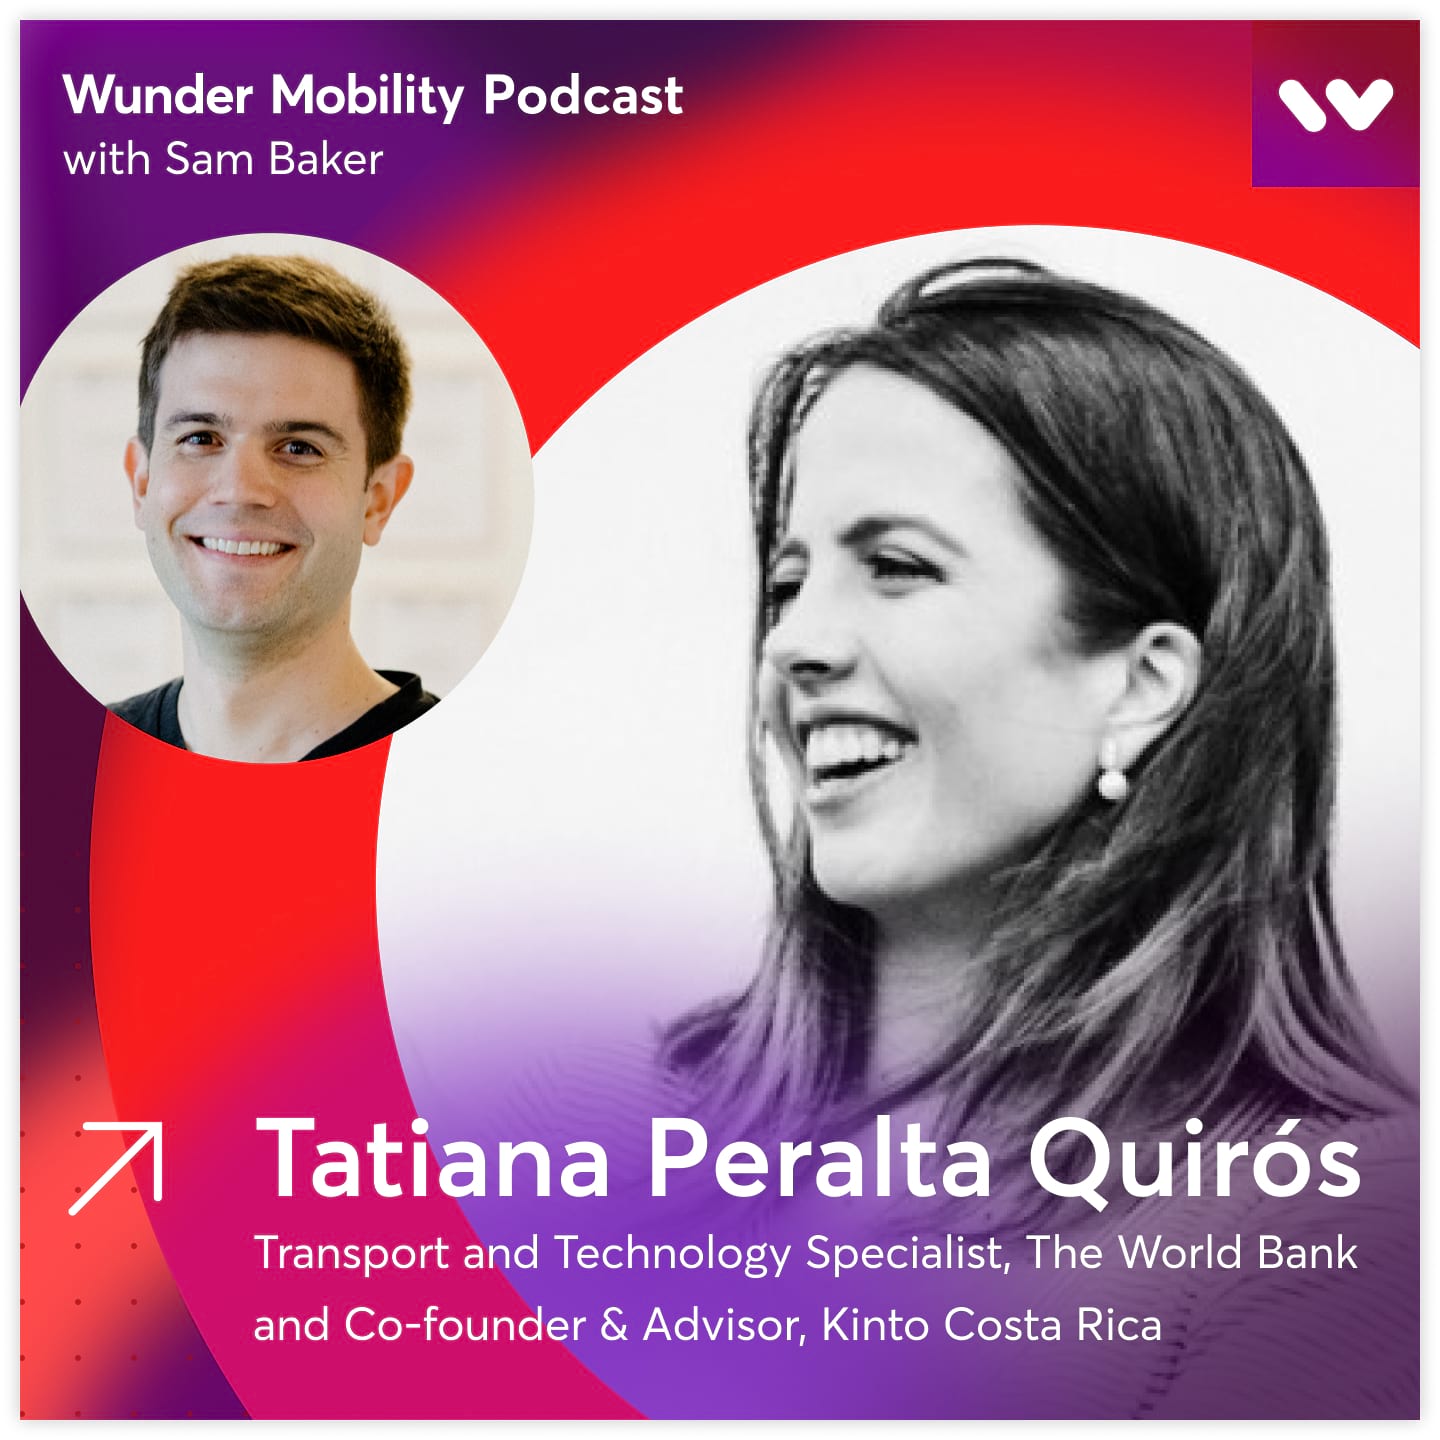 Wunder Mobility Podcast
with Sam Baker
Tatiana Peralta Quirós
Transport and Technology Specialist, The World Bank
and Co-founder & Advisor, Kinto Costa Rica